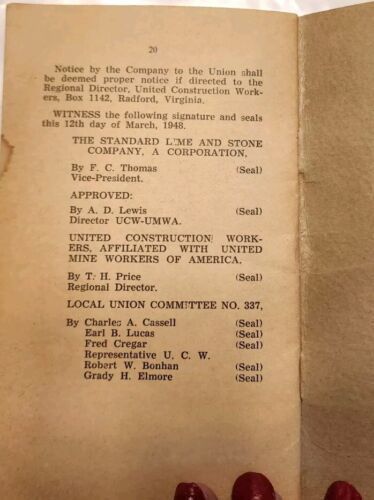 20
Notice by the Company to the Union shall
be deemed proper notice if directed to the
Regional Director, United Construction Work-
ers, Box 1142, Radford, Virginia.
WITNESS the following signature and seals
this 12th day of March, 1948.
THE STANDARD LIME AND STONE
COMPANY, A CORPORATION,
By F. C. Thomas (Seal)
Vice-President.
APPROVED:
By A. D. Lewis (Seal)
Director UCW-UMWA.
UNITED CONSTRUCTION WORK-
ERS, AFFILIATED WITH UNITED
MINE WORKERS OF AMERICA.
By T. H. Price (Seal)
Regional Director.
LOCAL UNION COMMITTEE NO. 337,
By Charles A. Cassell (Seal)
Earl B. Lucas (Seal)
Fred Cregar (Seal)
Representative U. C. W.
Robert W. Bonhan (Seal)
Grady H. Elmore (Seal)